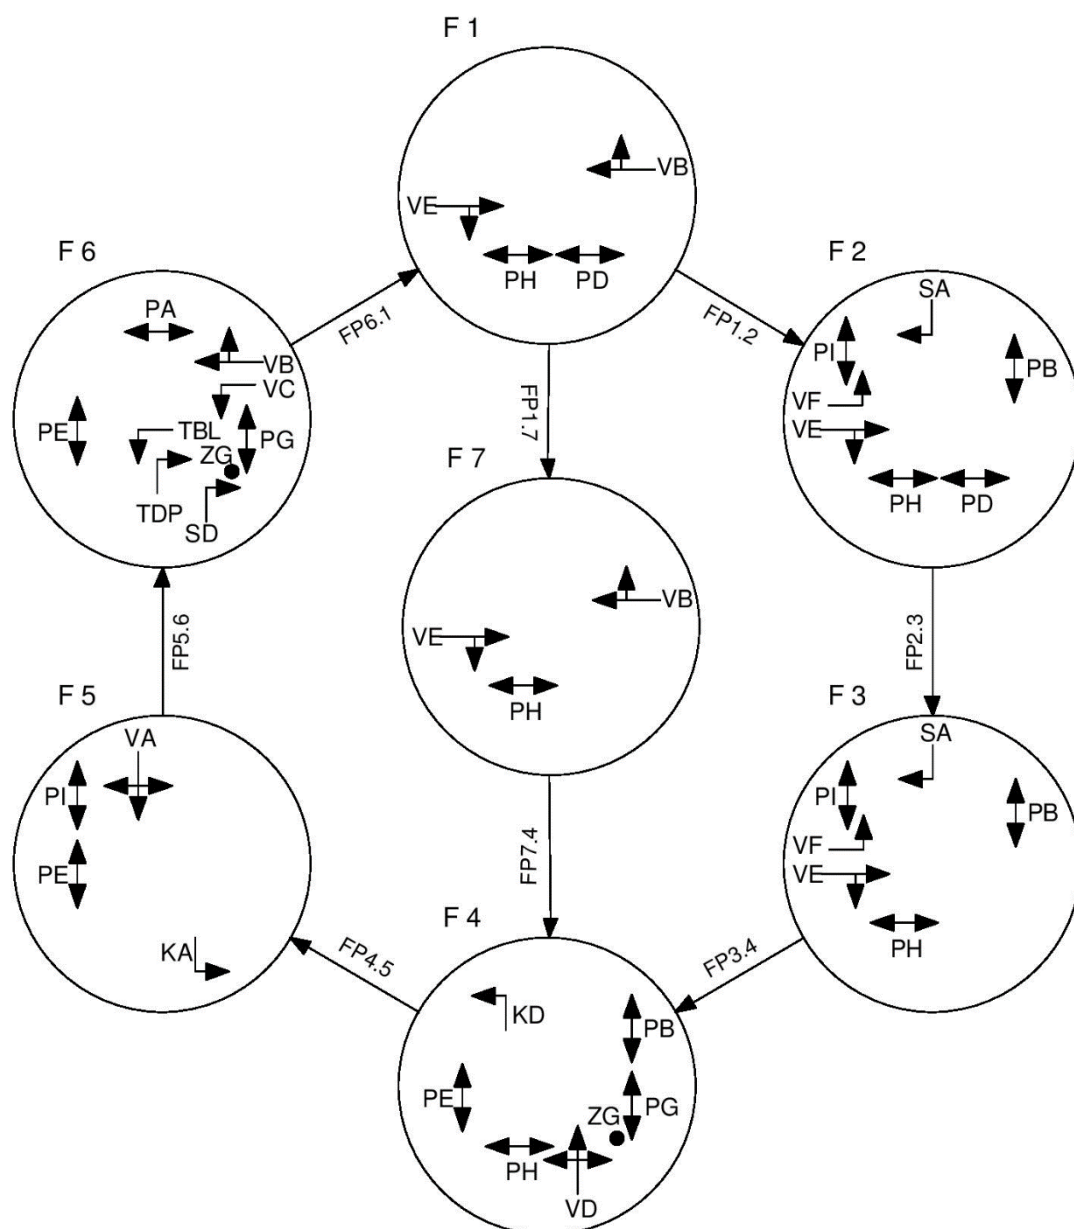 F 1
VB
VE
PH PD
F 6
PA
VB
VC
PE
TBL
PG
ZG
TDP
SD
FP6.1
FP1.2
FP1.7
F 2
SA
PI
PB
VF
VE
PH PD
F 7
VB
VE
PH
FP5.6
FP2.3
F 5
VA
PI
PE
KA
F 3
SA
PI
PB
VF
VE
PH
FP7.4
FP4.5
FP3.4
F 4
KD
PB
PE
PG
ZG
PH
VD